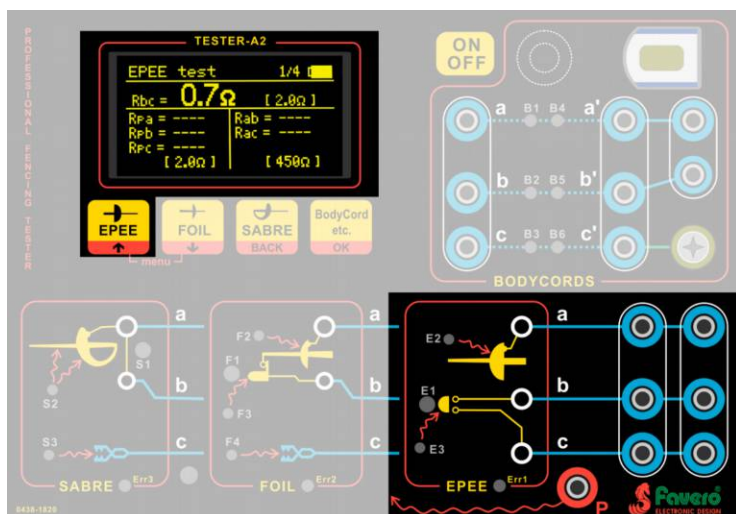 PROFESSIONAL FENCING TESTER
TESTER-A2
EPEE test 1/4
Rbc = 0.7Ω [ 2.0Ω ]
RPa = ---- Rab = ----
RPb = ---- Rac = ----
RPc = ----
[ 2.0Ω ] [ 450Ω ]
EPEE
FOIL
SABRE
BACK
BodyCord
etc.
OK
menu
ON
OFF
a B1 B4 a'
b B2 B5 b'
c B3 B6 c'
BODYCORDS
a
S1
S2
b
S3
c
SABRE Err3
F2
a
F1
F3
b
F4
c
FOIL Err2
E2
a
E1
b
E3
c
EPEE Err1
P
Favero
ELECTRONIC DESIGN
0438-1820